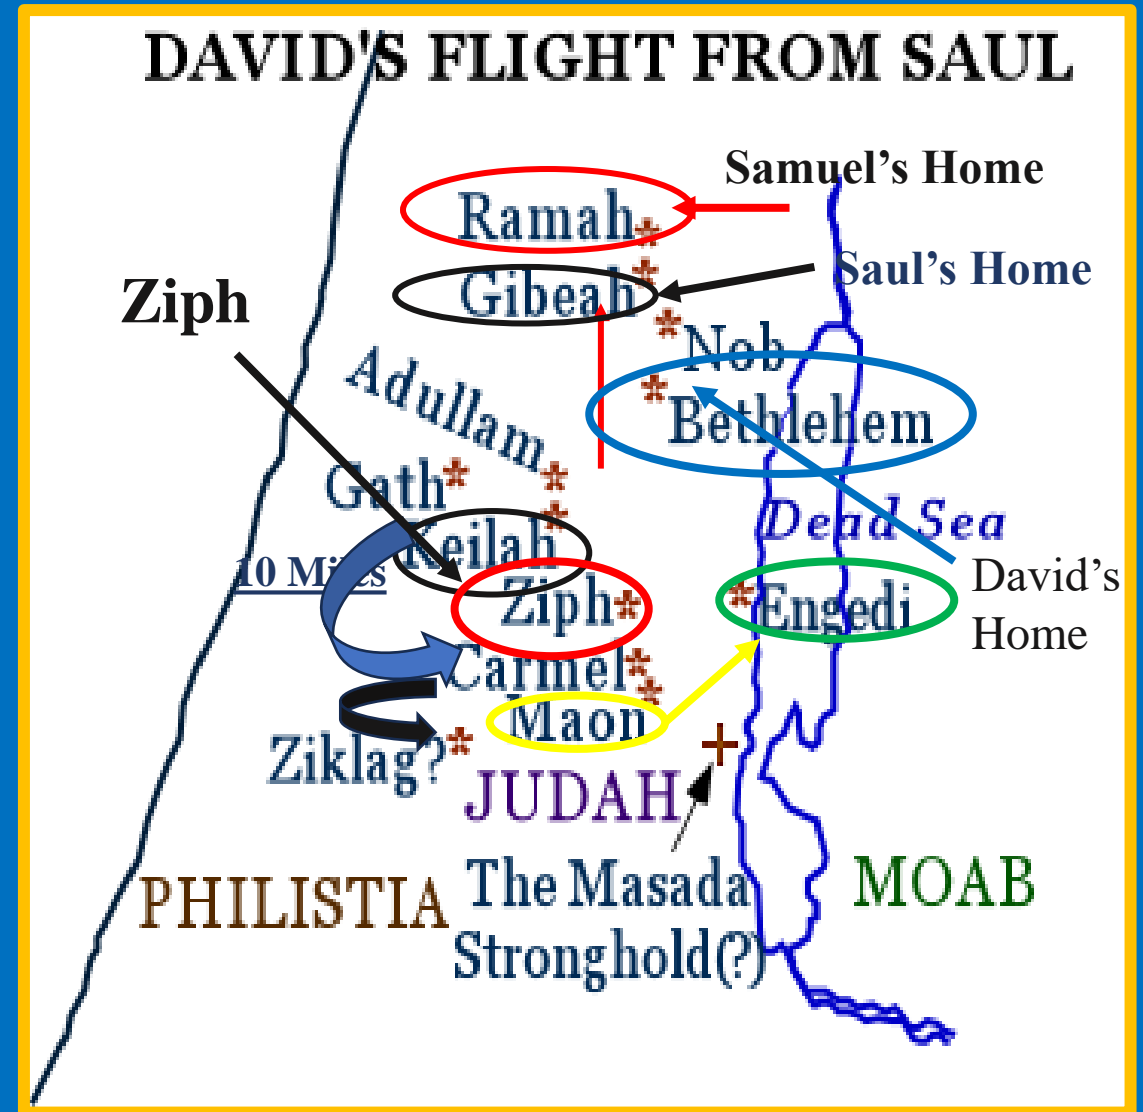 DAVID'S FLIGHT FROM SAUL
Samuel’s Home
Ramah
Saul’s Home
Gibeah
Ziph
Nob
Adullam
Bethlehem
Gath
Dead Sea
Keilah
10 Miles
David’s
Home
Ziph
Engedi
Carmel
Maon
Ziklag?
JUDAH
The Masada
Stronghold(?)
PHILISTIA
MOAB